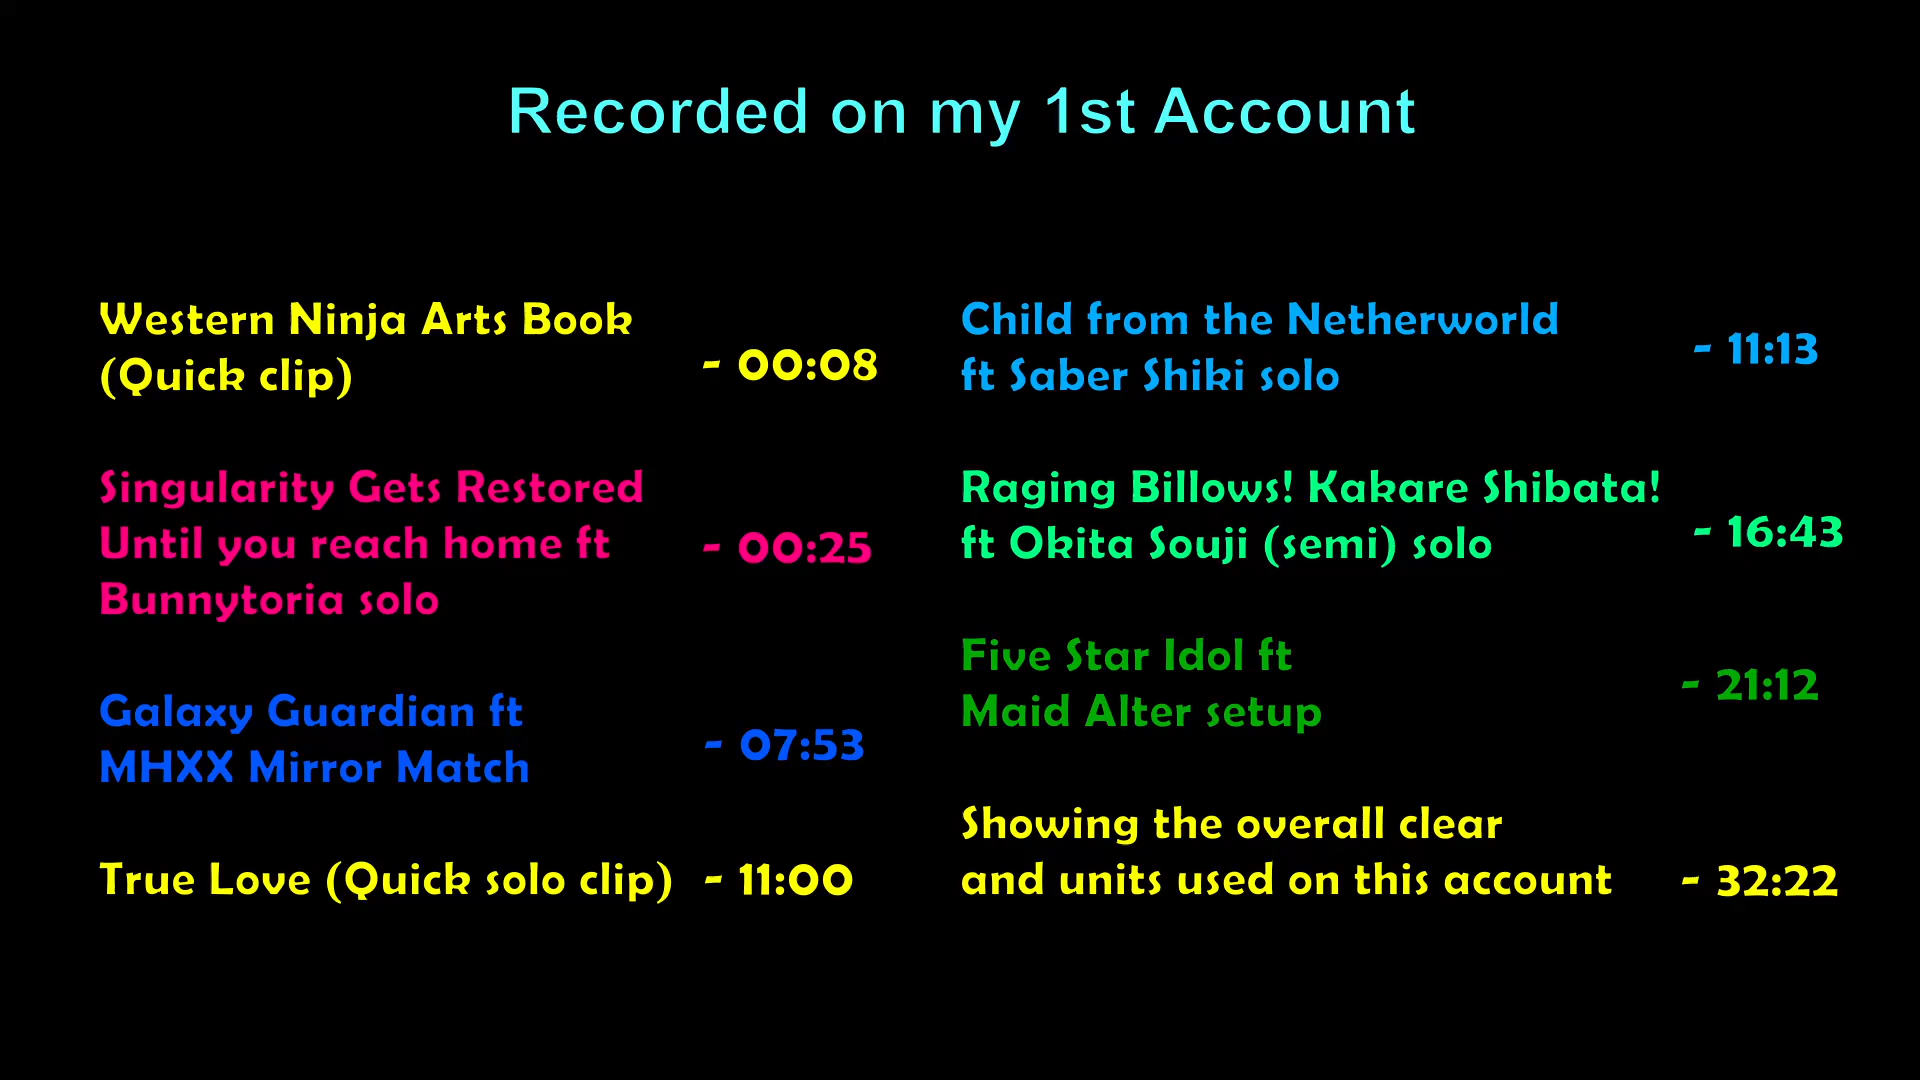 Recorded on my 1st Account
Western Ninja Arts Book
(Quick clip)
- 00:08
Singularity Gets Restored
Until you reach home ft
Bunnytoria solo
- 00:25
Galaxy Guardian ft
MHXX Mirror Match
- 07:53
True Love (Quick solo clip) - 11:00
Child from the Netherworld
ft Saber Shiki solo
- 11:13
Raging Billows! Kakare Shibata!
ft Okita Souji (semi) solo
- 16:43
Five Star Idol ft
Maid Alter setup
- 21:12
Showing the overall clear
and units used on this account - 32:22